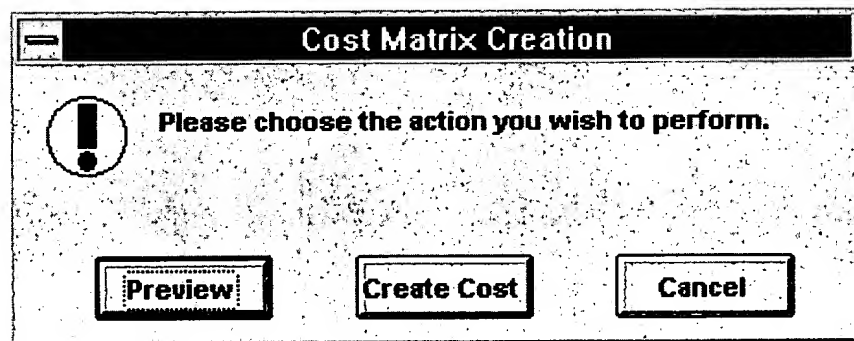 Cost Matrix Creation
Please choose the action you wish to perform.
Preview Create Cost Cancel